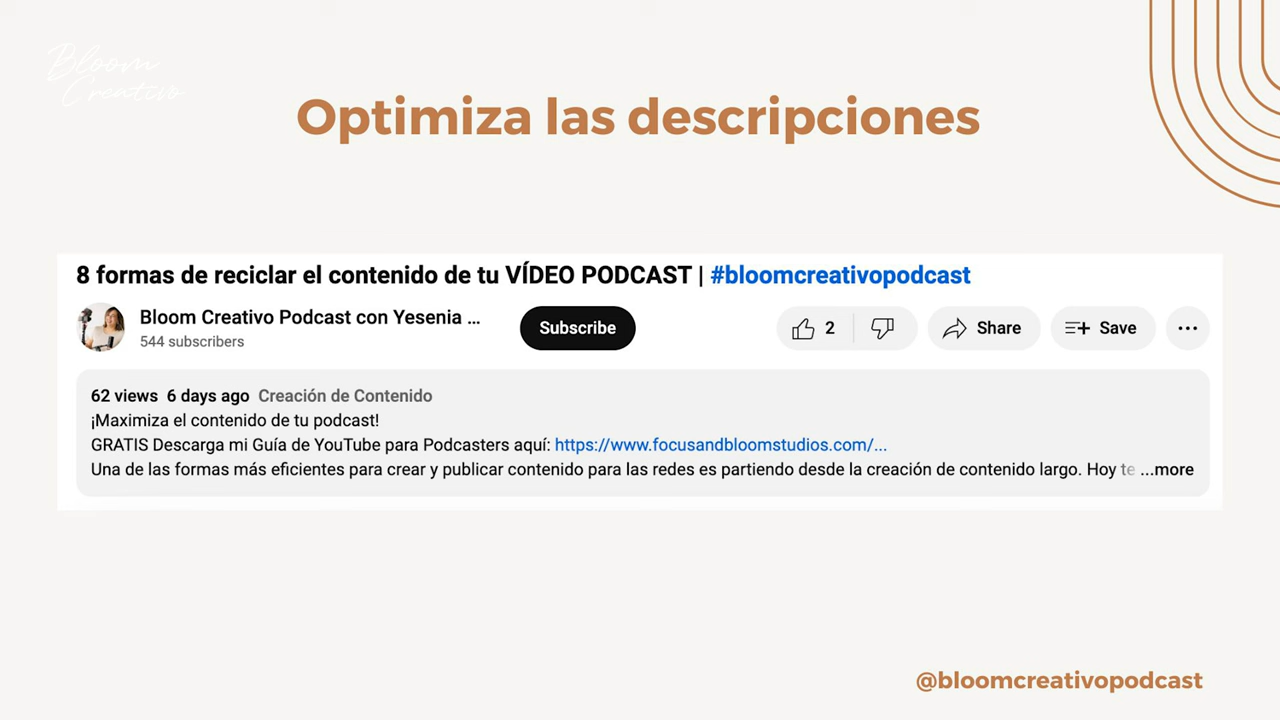 Bloom
Creativo
Optimiza las descripciones
8 formas de reciclar el contenido de tu VÍDEO PODCAST | #bloomcreativopodcast
Bloom Creativo Podcast con Yesenia ...
544 subscribers
Subscribe
2
Share
Save
62 views 6 days ago Creación de Contenido
¡Maximiza el contenido de tu podcast!
GRATIS Descarga mi Guía de YouTube para Podcasters aquí: https://www.focusandbloomstudios.com/...
Una de las formas más eficientes para crear y publicar contenido para las redes es partiendo desde la creación de contenido largo. Hoy te ...more
@bloomcreativopodcast